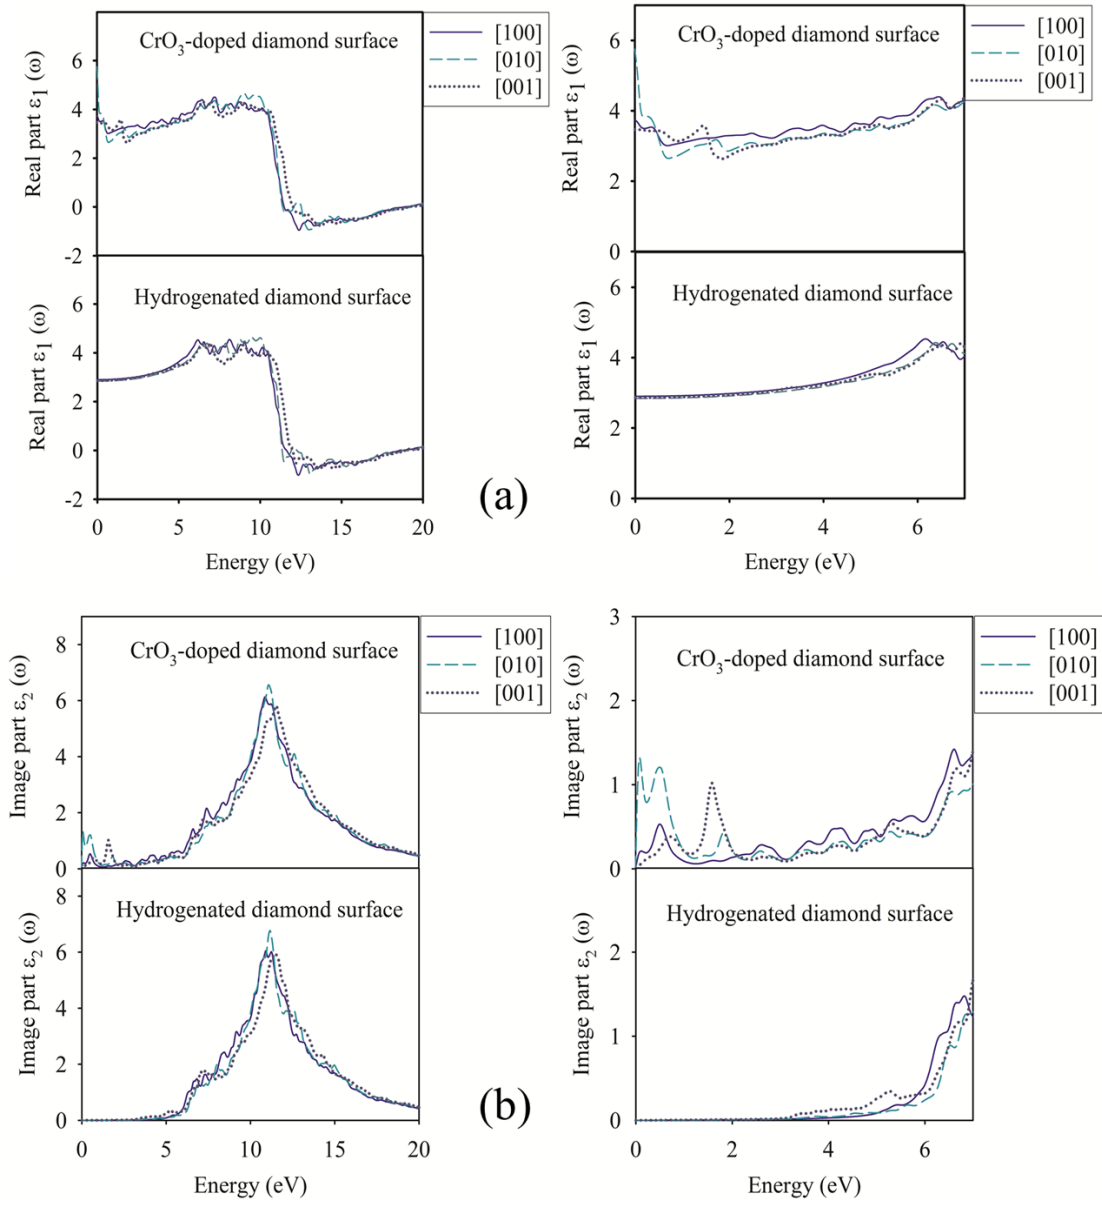 CrO3-doped diamond surface
[100]
[010]
[001]
Real part ε1 (ω)
6
4
2
0
-2
Hydrogenated diamond surface
Real part ε1 (ω)
6
4
2
0
-2
0 5 10 15 20
Energy (eV)
CrO3-doped diamond surface
[100]
[010]
[001]
Real part ε1 (ω)
6
4
2
0
Hydrogenated diamond surface
Real part ε1 (ω)
6
4
2
0
0 2 4 6
Energy (eV)
(a)
CrO3-doped diamond surface
[100]
[010]
[001]
Image part ε2 (ω)
8
6
4
2
0
Hydrogenated diamond surface
Image part ε2 (ω)
8
6
4
2
0
0 5 10 15 20
Energy (eV)
CrO3-doped diamond surface
[100]
[010]
[001]
Image part ε2 (ω)
3
2
1
0
Hydrogenated diamond surface
Image part ε2 (ω)
2
1
0
0 2 4 6
Energy (eV)
(b)